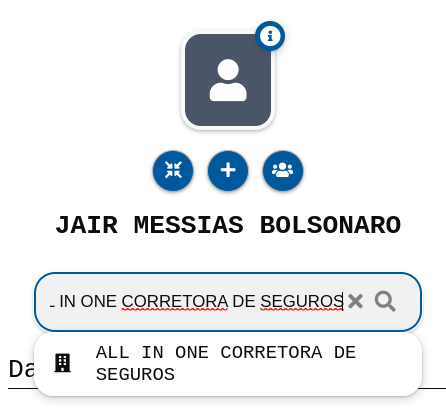 JAIR MESSIAS BOLSONARO
IN ONE CORRETORA DE SEGUROS
ALL IN ONE CORRETORA DE
SEGUROS
Da